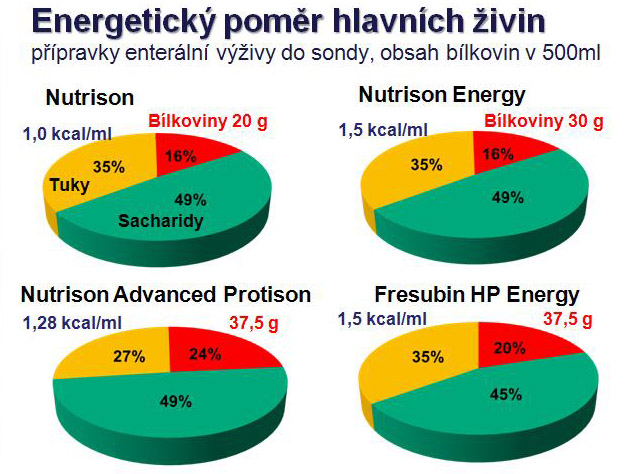 Energetický poměr hlavních živin
přípravky enterální výživy do sondy, obsah bílkovin v 500ml
Nutrison
1,0 kcal/ml
Bílkoviny 20 g
35%
16%
Tuky
49%
Sacharidy
Nutrison Energy
1,5 kcal/ml
Bílkoviny 30 g
35%
16%
49%
Nutrison Advanced Protison
1,28 kcal/ml
37,5 g
27%
24%
49%
Fresubin HP Energy
1,5 kcal/ml
37,5 g
35%
20%
45%